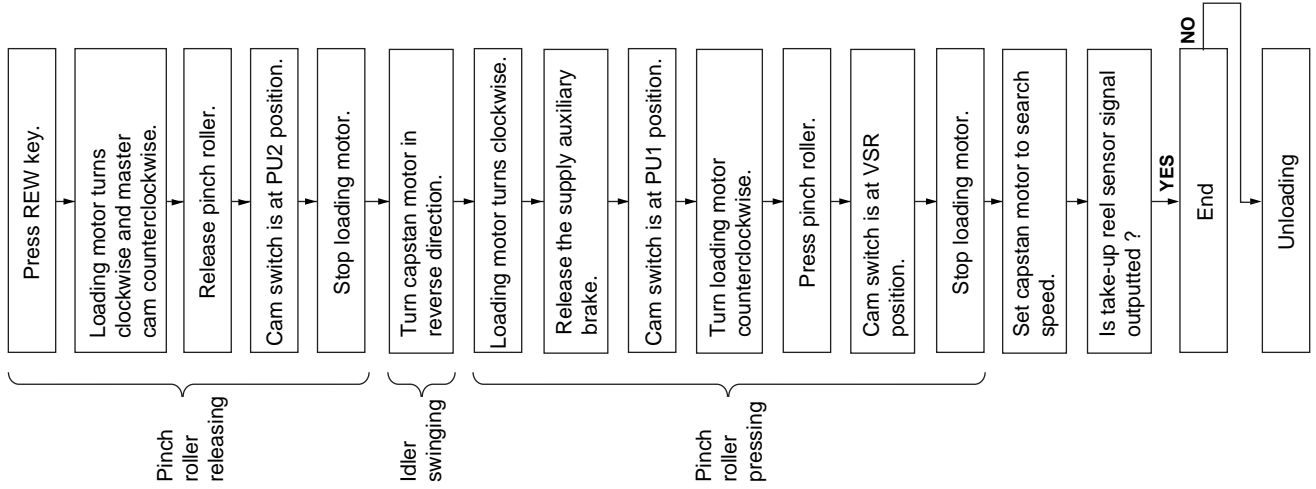 Press REW key.
Loading motor turns
clockwise and master
cam counterclockwise.
Release pinch roller.
Cam switch is at PU2 position.
Stop loading motor.
Pinch
roller
releasing
Turn capstan motor in
reverse direction.
Idler
swinging
Loading motor turns clockwise.
Release the supply auxiliary
brake.
Cam switch is at PU1 position.
Turn loading motor
counterclockwise.
Press pinch roller.
Cam switch is at VSR
position.
Stop loading motor.
Pinch
roller
pressing
Set capstan motor to search
speed.
Is take-up reel sensor signal
outputted ?
YES
NO
End
Unloading